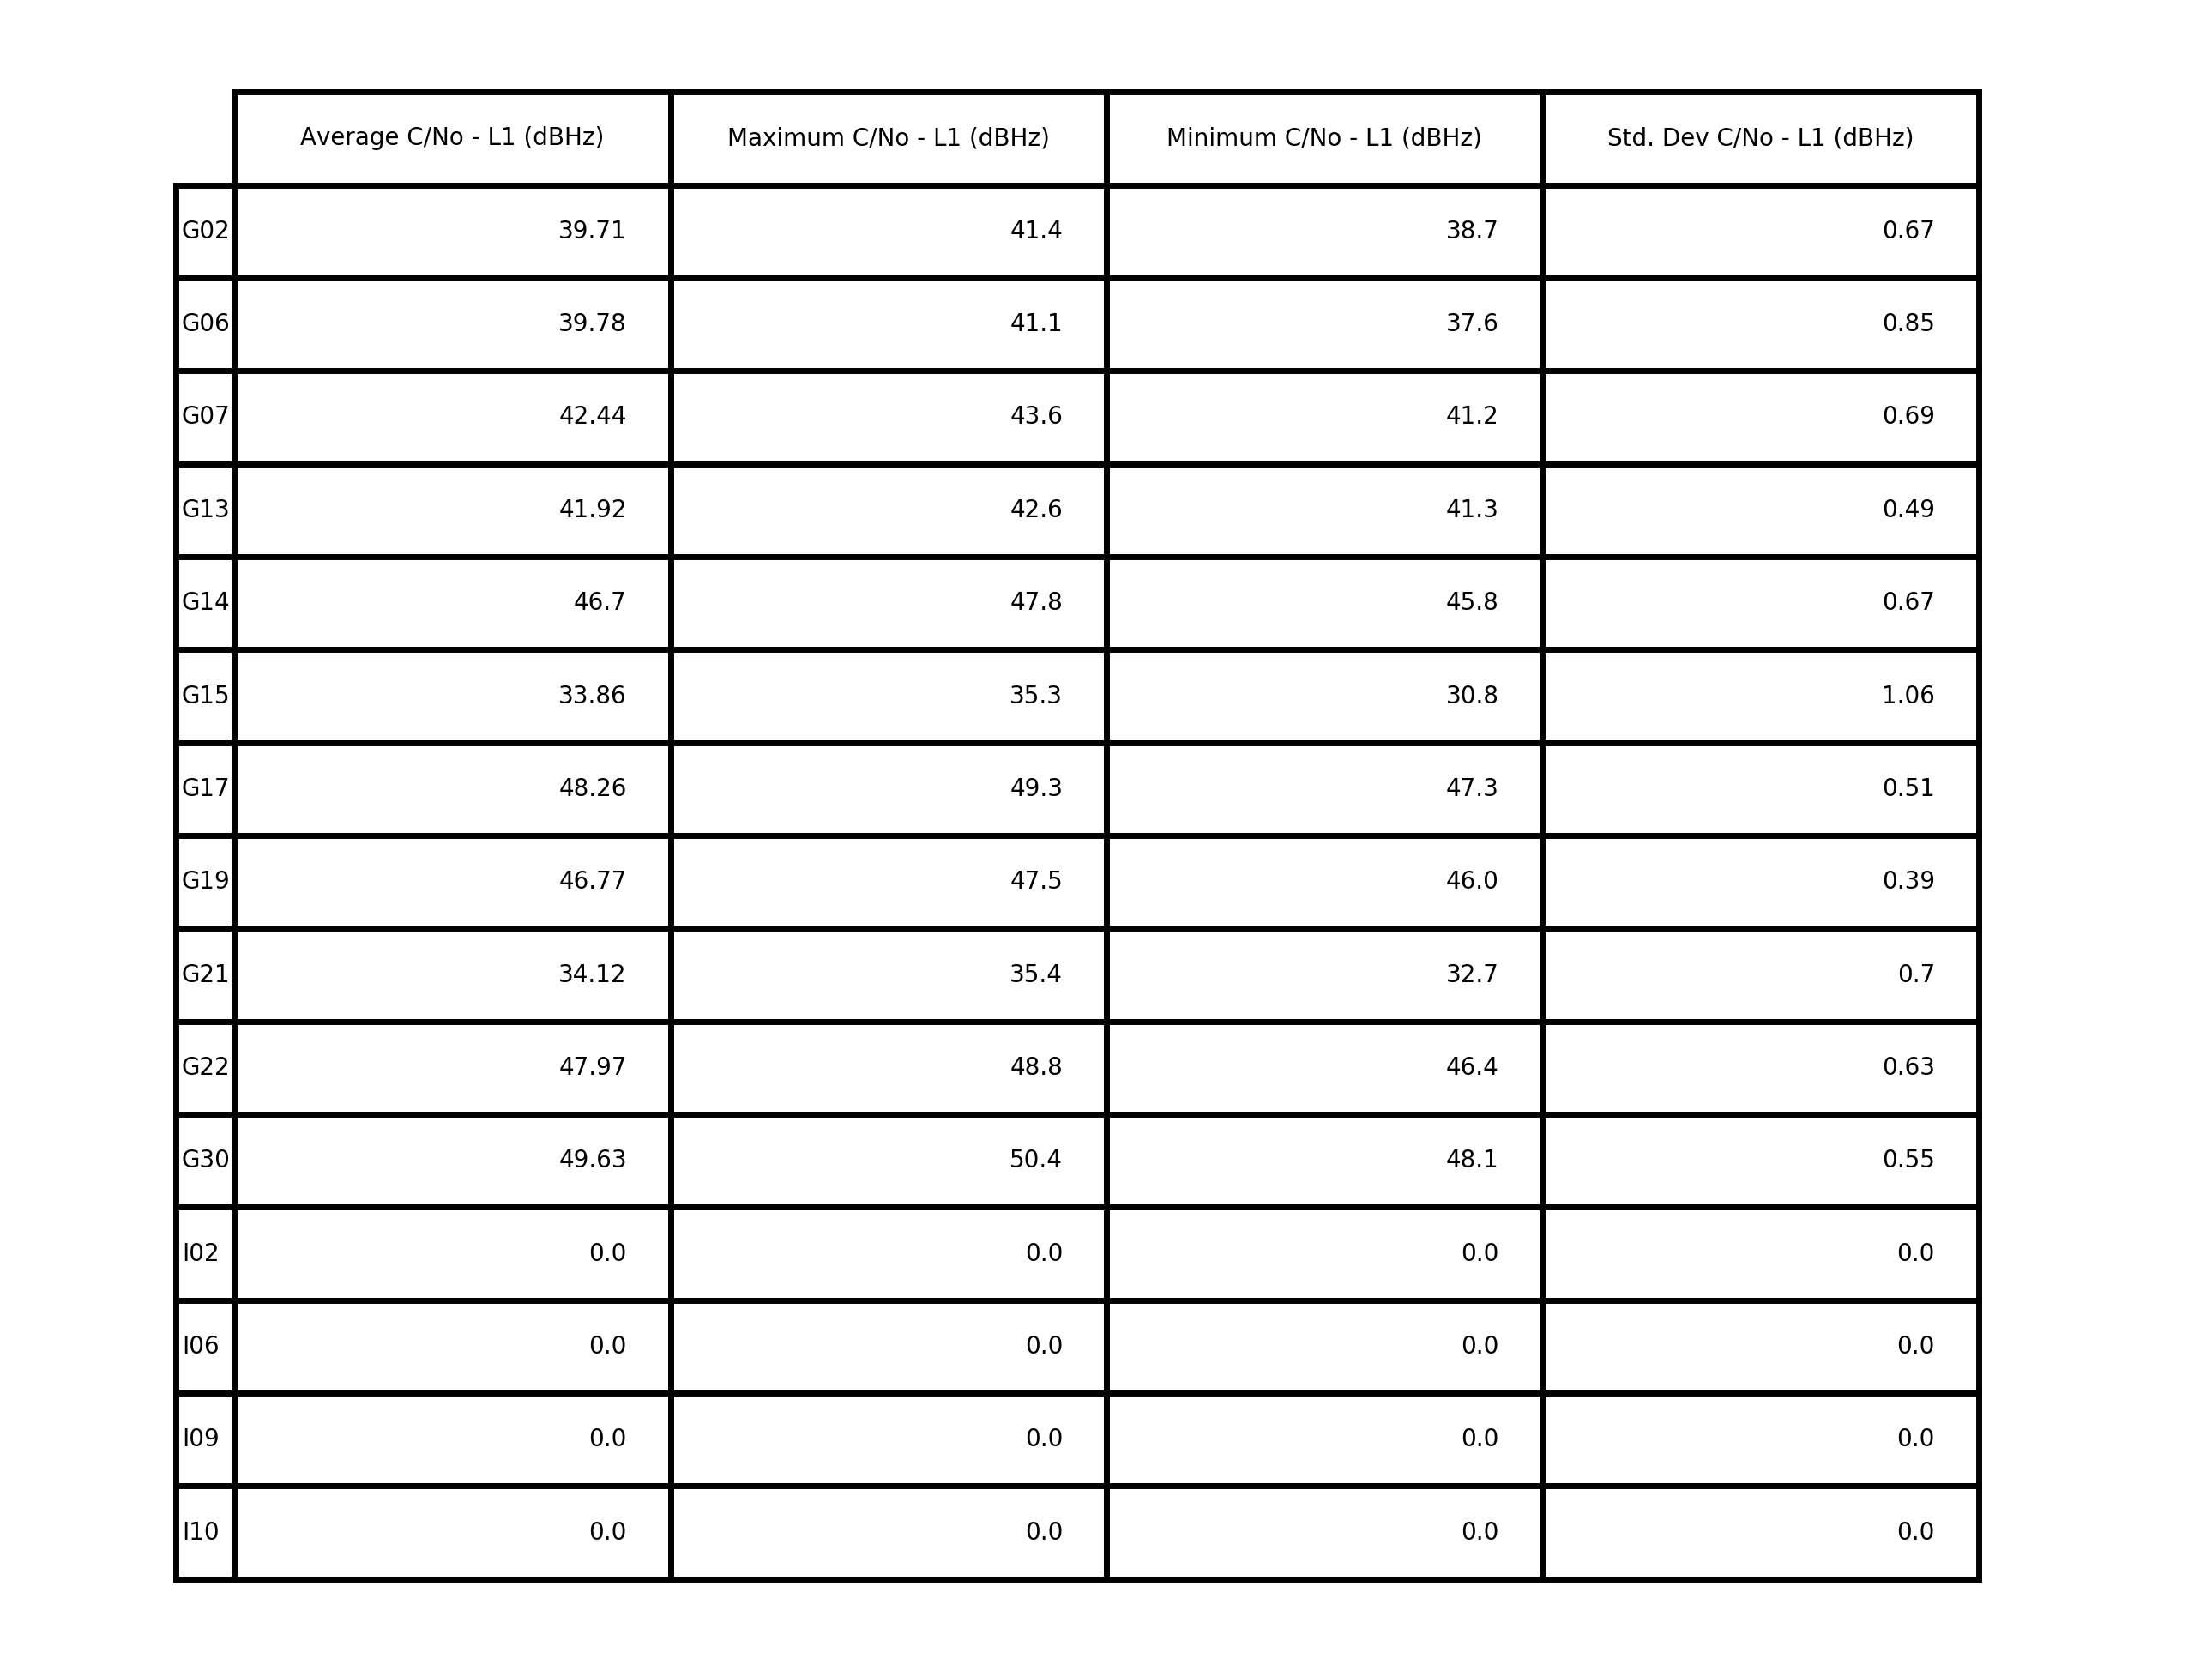 Average C/No - L1 (dBHz) Maximum C/No - L1 (dBHz) Minimum C/No - L1 (dBHz) Std. Dev C/No - L1 (dBHz)
G02 39.71 41.4 38.7 0.67
G06 39.78 41.1 37.6 0.85
G07 42.44 43.6 41.2 0.69
G13 41.92 42.6 41.3 0.49
G14 46.7 47.8 45.8 0.67
G15 33.86 35.3 30.8 1.06
G17 48.26 49.3 47.3 0.51
G19 46.77 47.5 46.0 0.39
G21 34.12 35.4 32.7 0.7
G22 47.97 48.8 46.4 0.63
G30 49.63 50.4 48.1 0.55
I02 0.0 0.0 0.0 0.0
I06 0.0 0.0 0.0 0.0
I09 0.0 0.0 0.0 0.0
I10 0.0 0.0 0.0 0.0